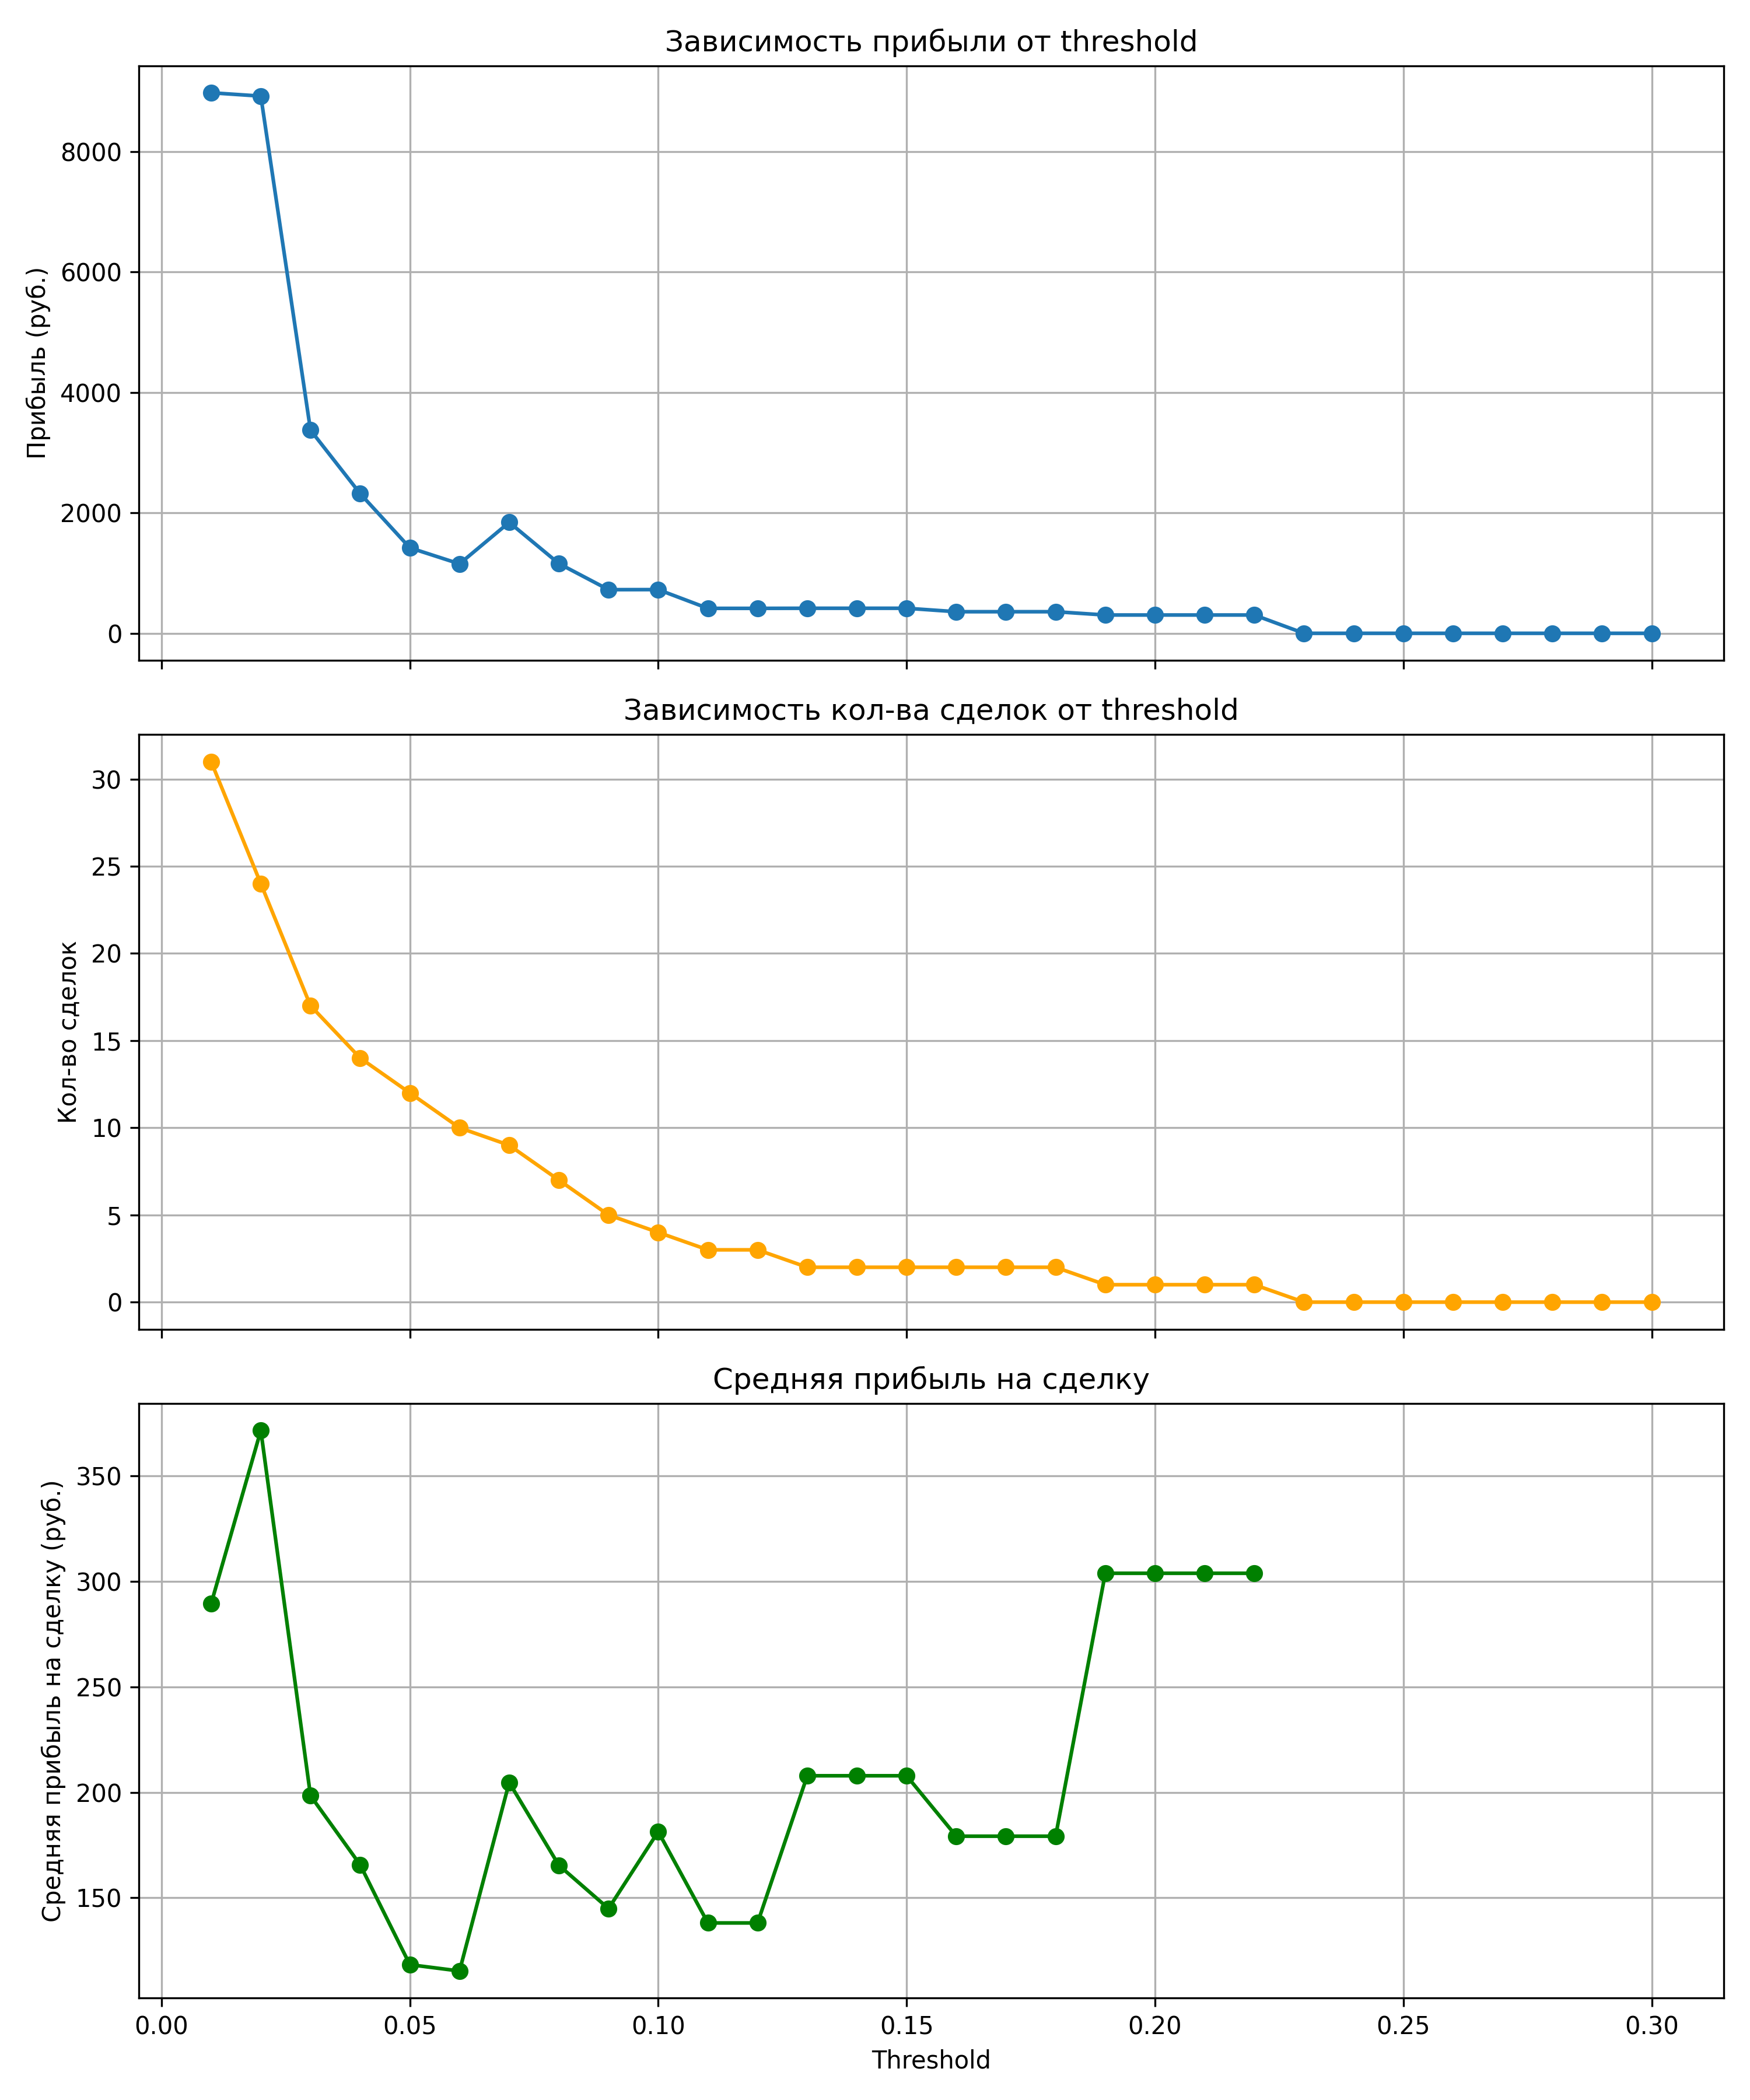 Зависимость прибыли от threshold
Прибыль (руб.)
8000
6000
4000
2000
0
Зависимость кол-ва сделок от threshold
Кол-во сделок
30
25
20
15
10
5
0
Средняя прибыль на сделку
Средняя прибыль на сделку (руб.)
350
300
250
200
150
0.00 0.05 0.10 0.15 0.20 0.25 0.30
Threshold